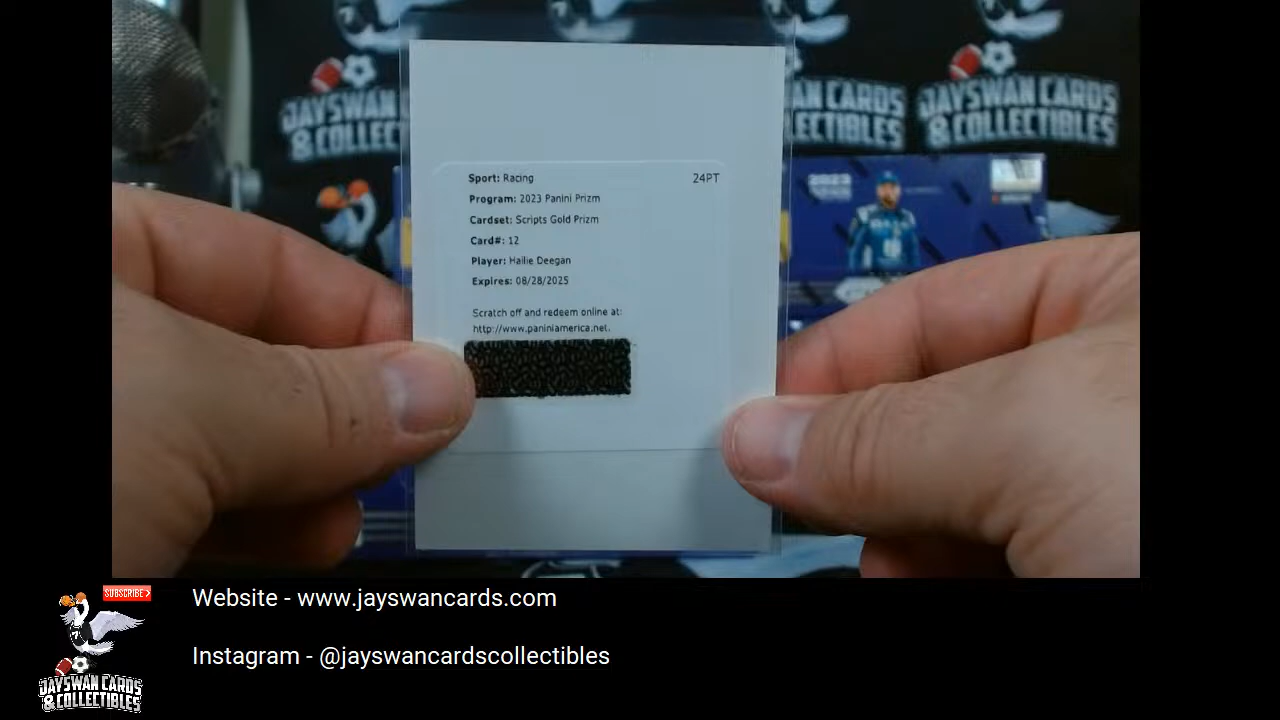 JAYSWAN CARDS
& COLLECTIBLES
JAYSWAN CARDS
& COLLECTIBLES
2023
Sport: Racing
24PT
Program: 2023 Panini Prizm
Cardset: Scripts Gold Prizm
Card#: 12
Player: Hailie Deegan
Expires: 08/28/2025
Scratch off and redeem online at:
http://www.paniniamerica.net.
SUBSCRIBE
Website - www.jayswancards.com
Instagram - @jayswancardscollectibles
JAYSWAN CARDS
& COLLECTIBLES